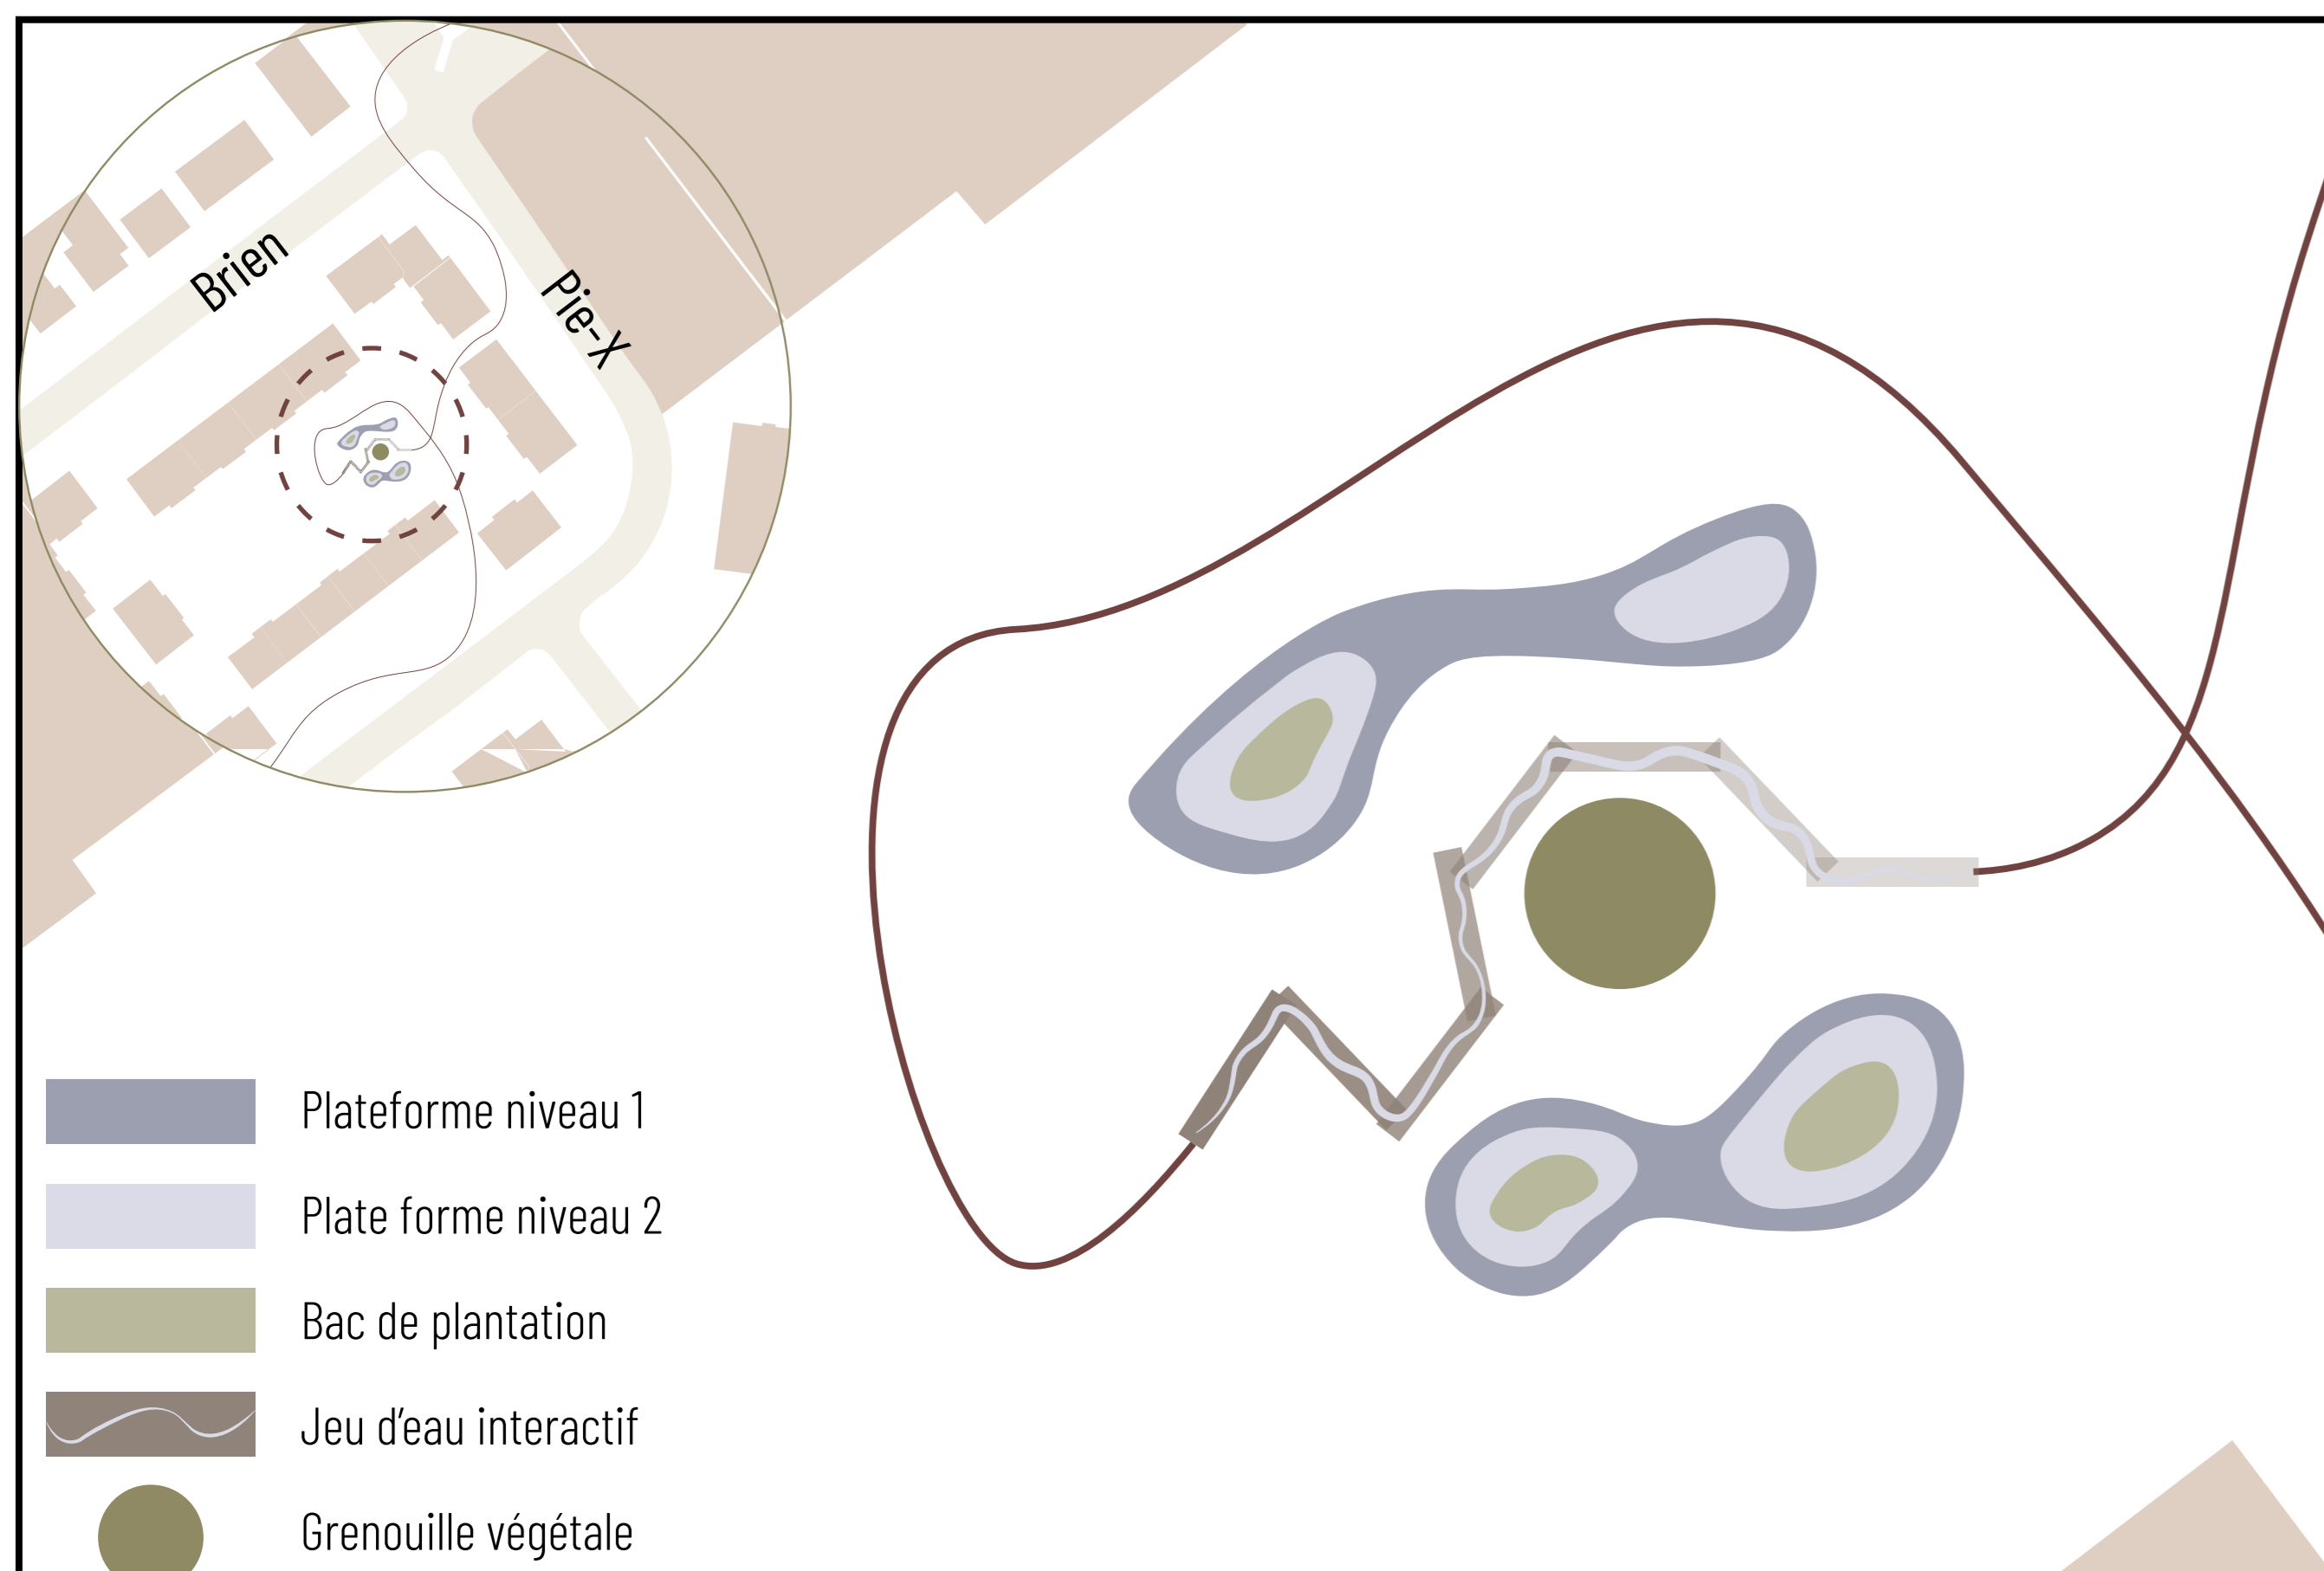 Brien
Pie-X
Plateforme niveau 1
Plate forme niveau 2
Bac de plantation
Jeu d'eau interactif
Grenouille végétale